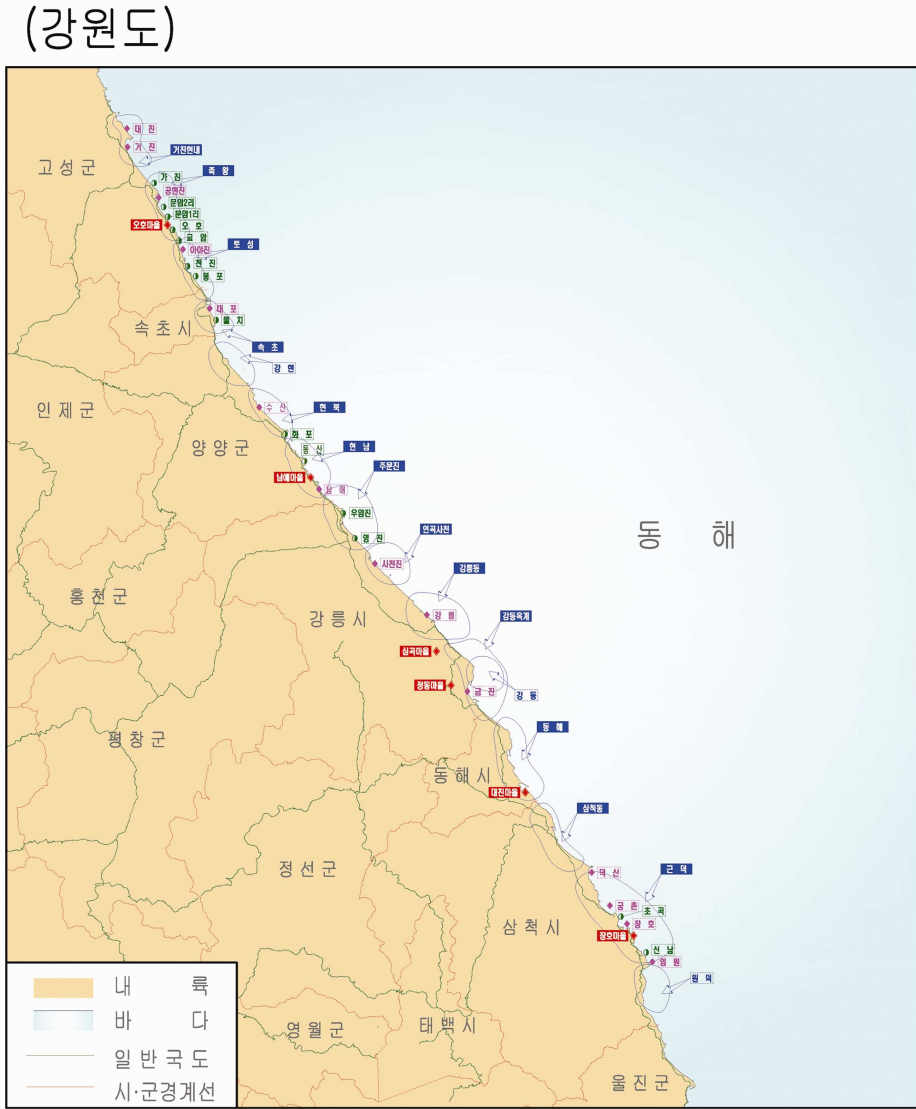 (강원도)
대 진
거 진
거진현내
고성군
죽 왕
가 진
공현진
문암2리
문암1리
오호마을
오 호
교 암
토 성
아야진
천 진
봉 포
대 포
물 치
속초시
속 초
강 현
인제군
수 산
현 북
양양군
동 산
현 남
주문진
남애마을
남 애
우암진
영 진
연곡사천
사천진
동 해
강릉동
홍천군
강릉시
강 릉
강동옥계
심곡마을
정동마을
금 진
강 동
평창군
동 해
동해시
대진마을
삼척동
정선군
덕 산
근 덕
궁 촌
초 곡
삼척시
장 호
장호마을
신 남
임 원
원 덕
내 륙
바 다
영월군
태백시
일반국도
울진군
시·군경계선